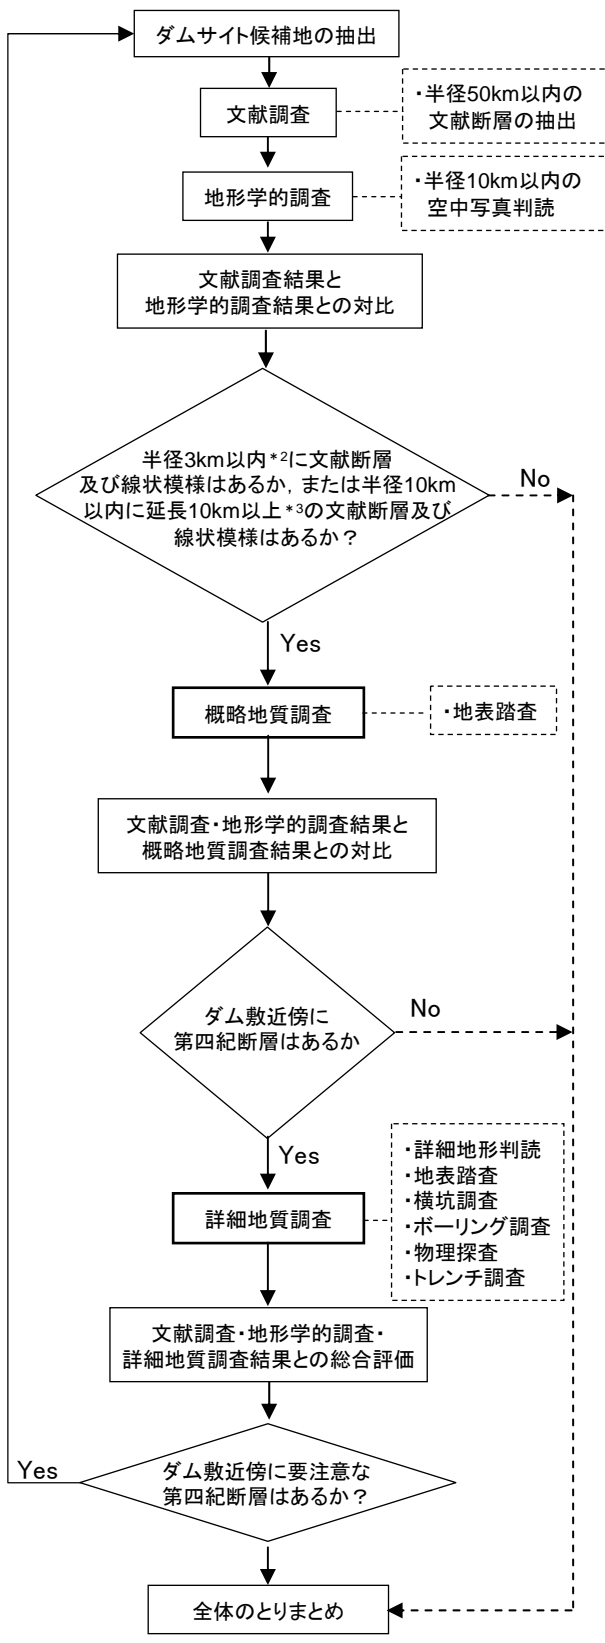 ダムサイト候補地の抽出
文献調査
・半径50km以内の
文献断層の抽出
地形学的調査
・半径10km以内の
空中写真判読
文献調査結果と
地形学的調査結果との対比
半径3km以内*2に文献断層
及び線状模様はあるか,または半径10km
以内に延長10km以上*3の文献断層及び
線状模様はあるか?
No
Yes
概略地質調査
・地表踏査
文献調査・地形学的調査結果と
概略地質調査結果との対比
ダム敷近傍に
第四紀断層はあるか
No
Yes
詳細地質調査
・詳細地形判読
・地表踏査
・横坑調査
・ボーリング調査
・物理探査
・トレンチ調査
文献調査・地形学的調査・
詳細地質調査結果との総合評価
Yes
ダム敷近傍に要注意な
第四紀断層はあるか?
全体のとりまとめ